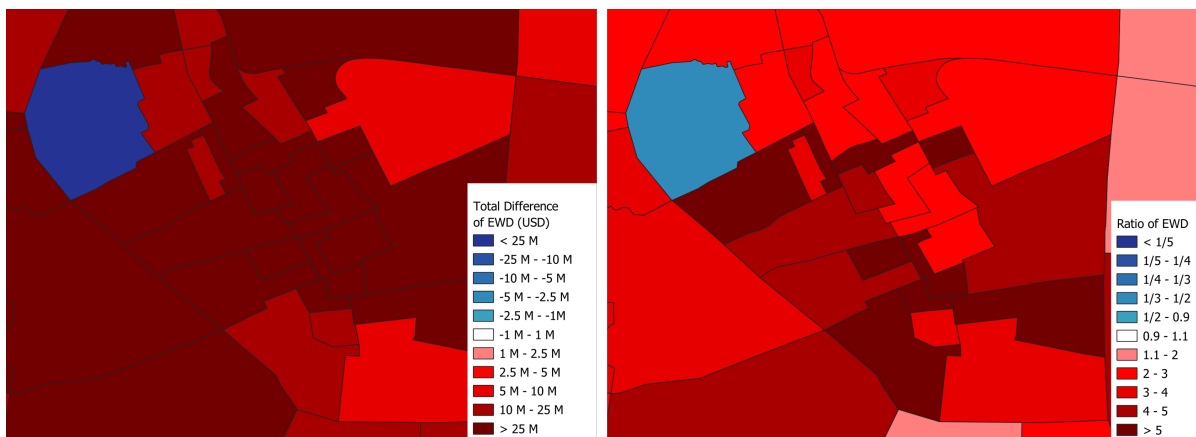 Total Difference
of EWD (USD)
< 25 M
-25 M - -10 M
-10 M - -5 M
-5 M - -2.5 M
-2.5 M - -1M
-1 M - 1 M
1 M - 2.5 M
2.5 M - 5 M
5 M - 10 M
10 M - 25 M
> 25 M
Ratio of EWD
< 1/5
1/5 - 1/4
1/4 - 1/3
1/3 - 1/2
1/2 - 0.9
0.9 - 1.1
1.1 - 2
2 - 3
3 - 4
4 - 5
> 5